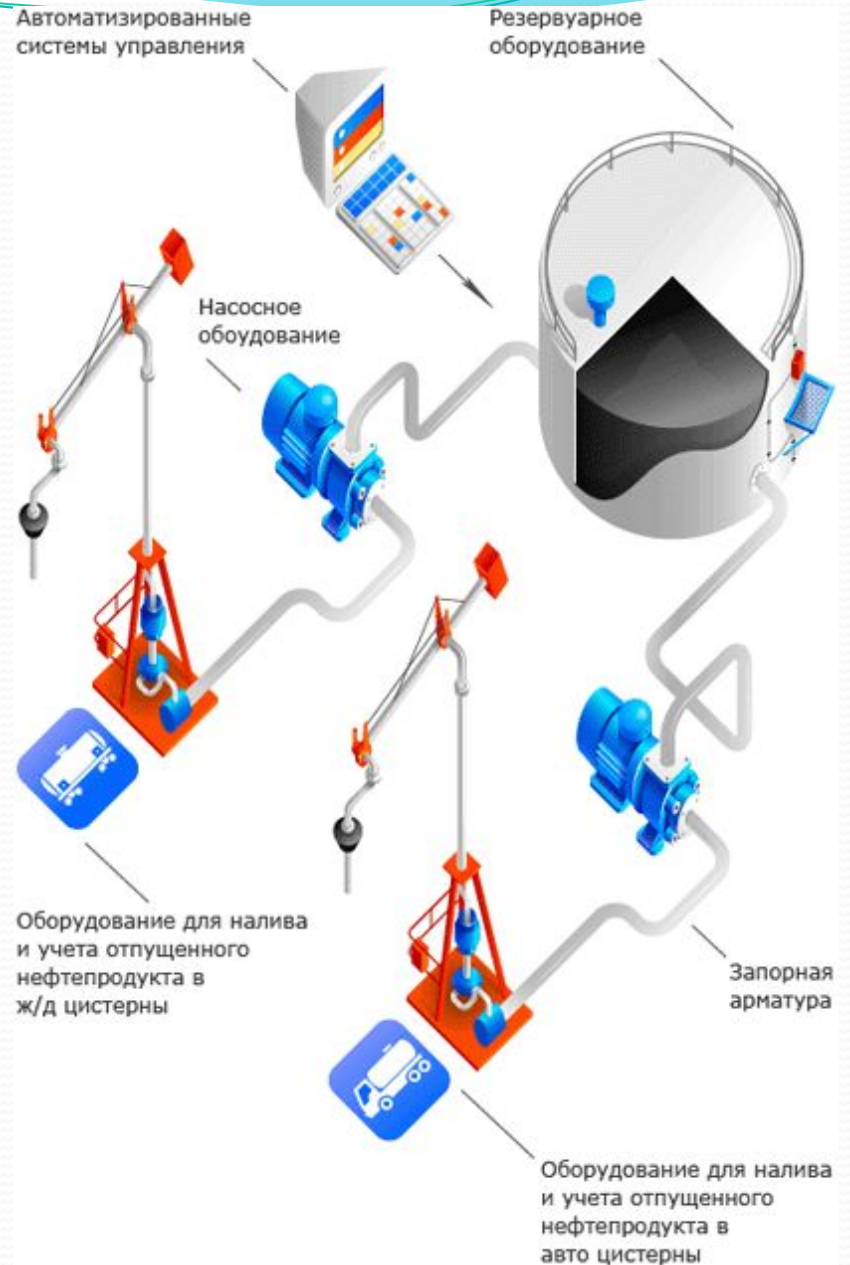 Автоматизированные
системы управления
Резервуарное
оборудование
Насосное
обоудование
Оборудование для налива
и учета отпущенного
нефтепродукта в
ж/д цистерны
Запорная
арматура
Оборудование для налива
и учета отпущенного
нефтепродукта в
авто цистерны